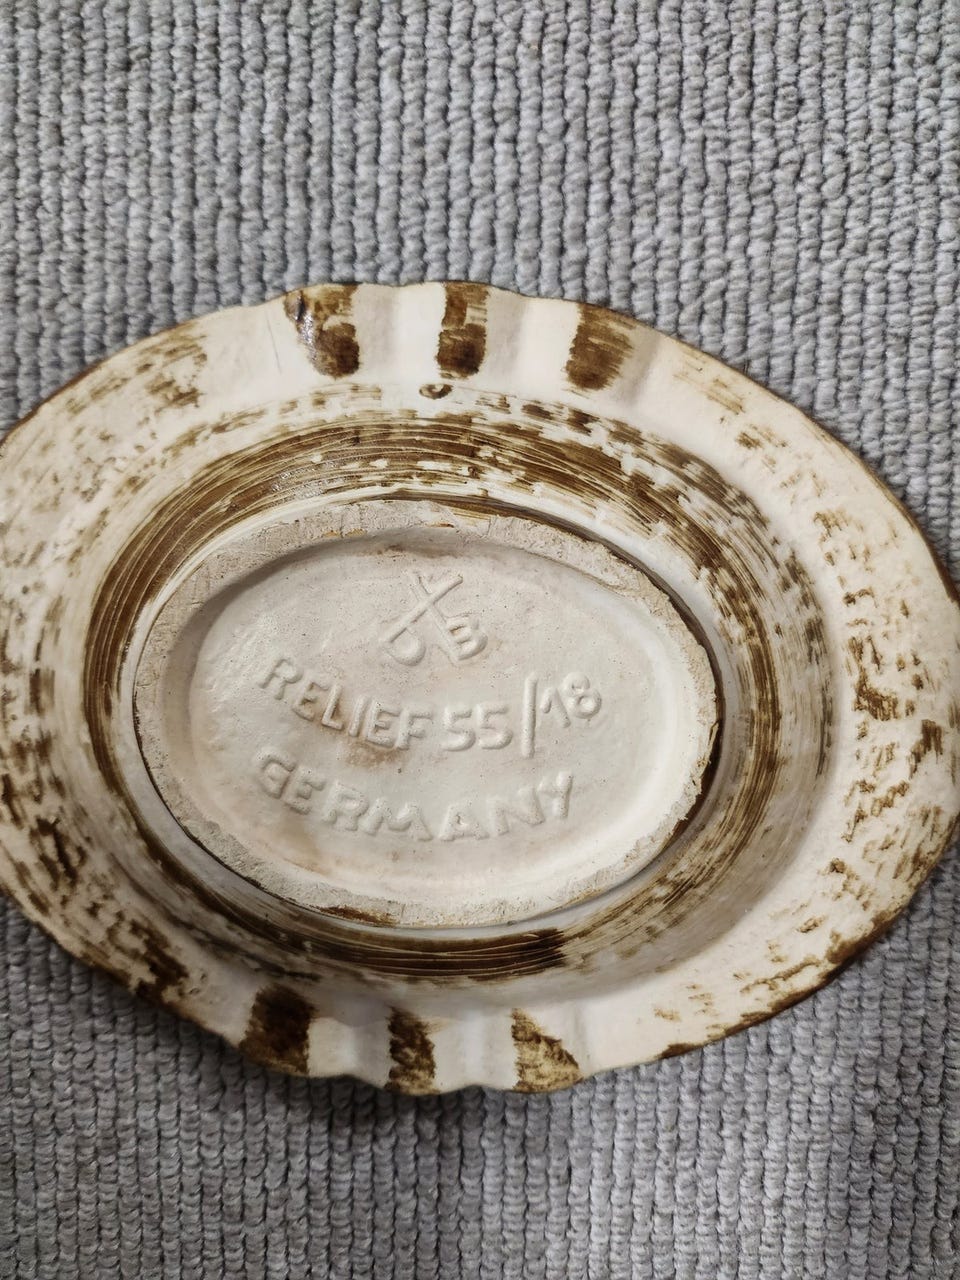 D B
RELIEF 55/18
GERMANY